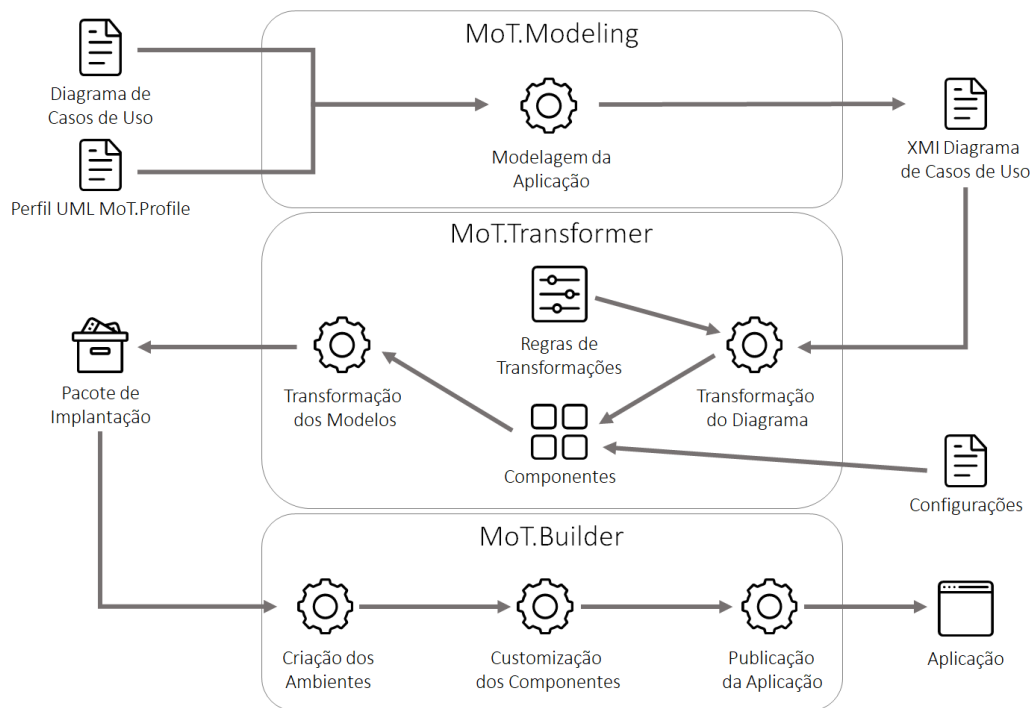 MoT.Modeling
Diagrama de
Casos de Uso
Perfil UML MoT.Profile
Modelagem da
Aplicação
XMI Diagrama
de Casos de Uso
MoT.Transformer
Regras de
Transformações
Transformação
do Diagrama
Componentes
Configurações
Transformação
dos Modelos
Pacote de
Implantação
MoT.Builder
Criação dos
Ambientes
Customização
dos Componentes
Publicação
da Aplicação
Aplicação